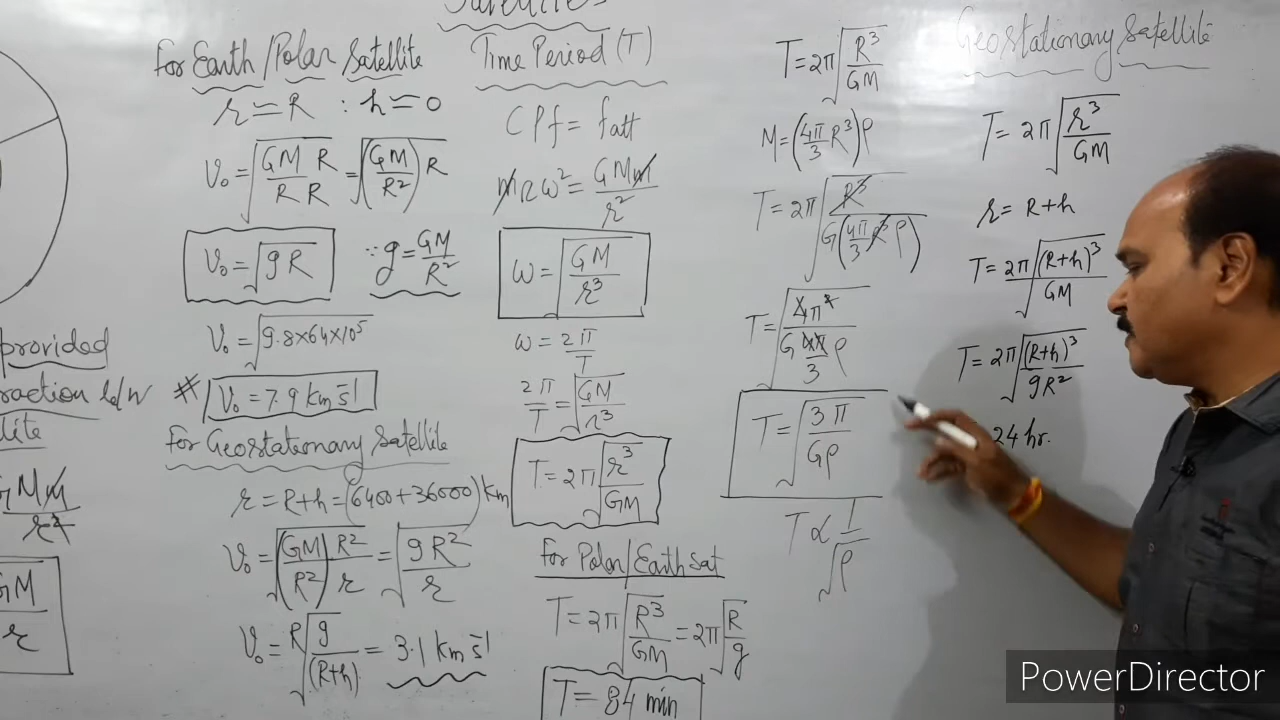 Satellites
provided
raction b/w
lite
GMm/r²
GM/r
For Earth/Polar Satellite
r = R : h = 0
V₀ = √(GM R/R R) = √((GM/R²) R)
V₀ = √(gR) ∵ g = GM/R²
V₀ = √(9.8×64×10⁵)
# V₀ = 7.9 km s⁻¹
For Geostationary Satellite
r = R+h = (6400+36000) km
V₀ = √((GM/R²) R²/r) = √(gR²/r)
V₀ = R√(g/(R+h)) = 3.1 km s⁻¹
Time Period (T)
CPf = fatt
mrω² = GMm/r²
ω = √(GM/r³)
ω = 2π/T
2π/T = √(GM/r³)
T = 2π√(r³/GM)
For Polar/Earth sat
T = 2π√(R³/GM) = 2π√(R/g)
T = 84 min
T = 2π√(R³/GM)
M = (4π/3 R³)ρ
T = 2π√(R³/G(4π/3 R³ ρ))
T = √(4π²/(G 4π/3 ρ))
T = √(3π/Gρ)
T ∝ 1/√ρ
Geostationary Satellite
T = 2π√(r³/GM)
r = R+h
T = 2π√((R+h)³/GM)
T = 2π√((R+h)³/gR²)
24 hr.
PowerDirector